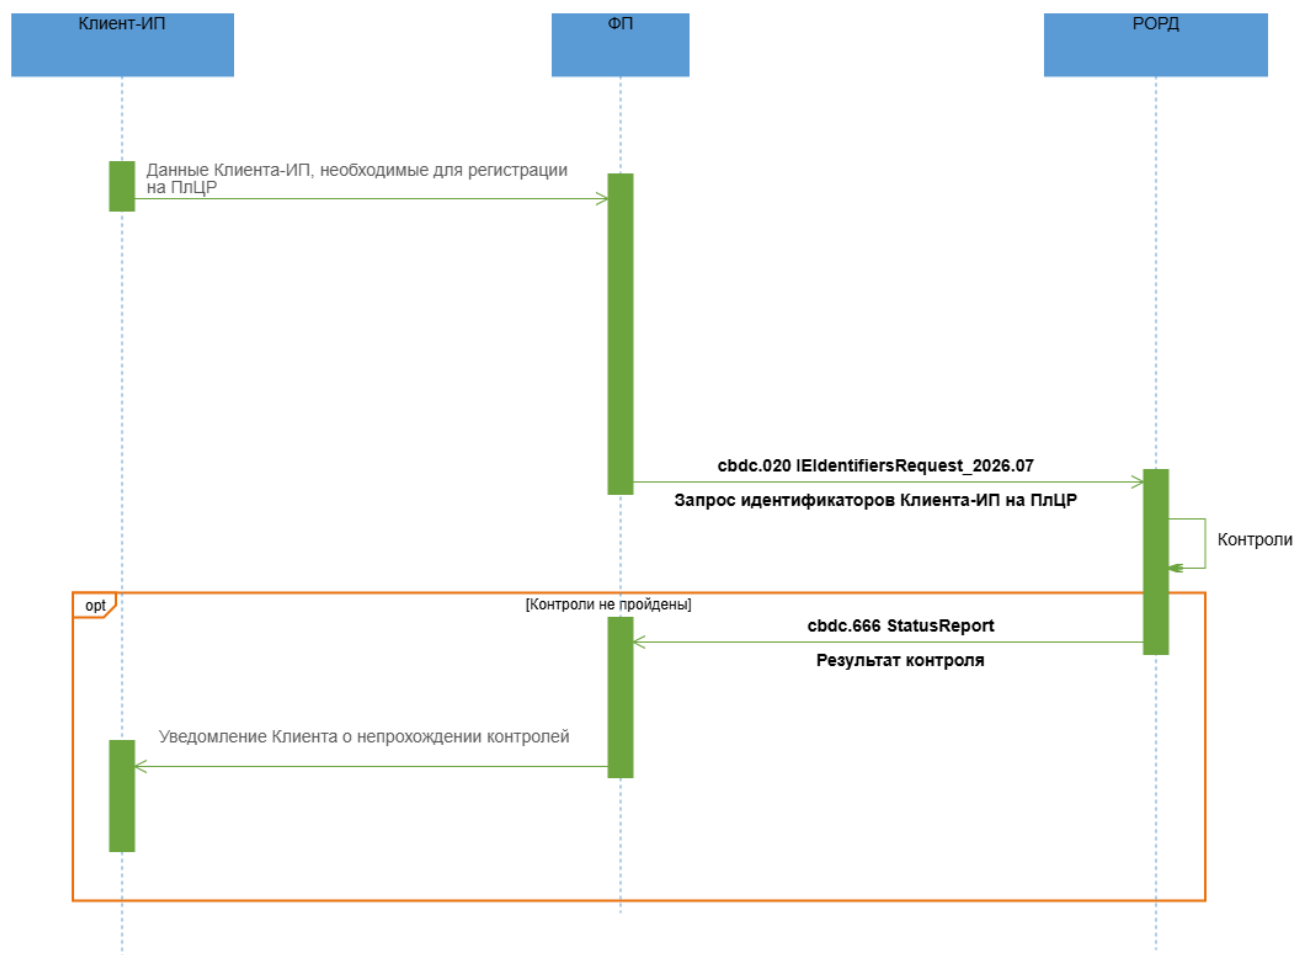 Клиент-ИП
ФП
РОРД
Данные Клиента-ИП, необходимые для регистрации
на ПлЦР
cbdc.020 IEIdentifiersRequest_2026.07
Запрос идентификаторов Клиента-ИП на ПлЦР
Контроли
opt
[Контроли не пройдены]
cbdc.666 StatusReport
Результат контроля
Уведомление Клиента о непрохождении контролей